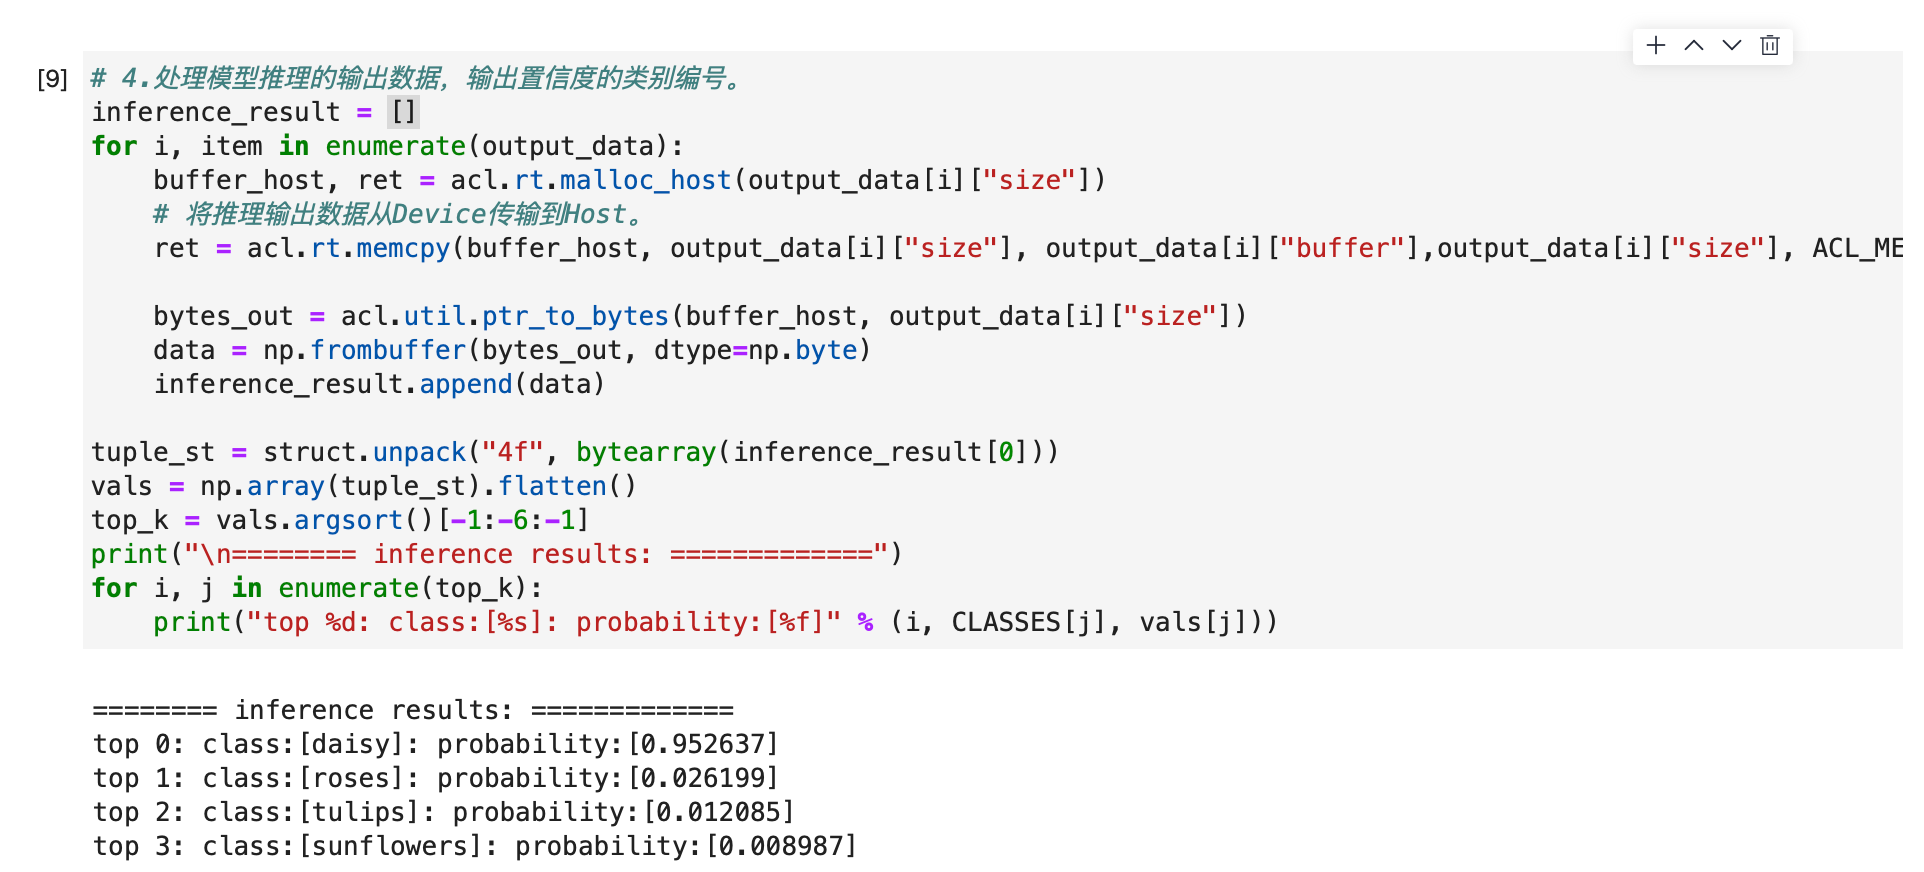 [9] # 4.处理模型推理的输出数据，输出置信度的类别编号。
inference_result = []
for i, item in enumerate(output_data):
    buffer_host, ret = acl.rt.malloc_host(output_data[i]["size"])
    # 将推理输出数据从Device传输到Host。
    ret = acl.rt.memcpy(buffer_host, output_data[i]["size"], output_data[i]["buffer"],output_data[i]["size"], ACL_ME
    bytes_out = acl.util.ptr_to_bytes(buffer_host, output_data[i]["size"])
    data = np.frombuffer(bytes_out, dtype=np.byte)
    inference_result.append(data)
tuple_st = struct.unpack("4f", bytearray(inference_result[0]))
vals = np.array(tuple_st).flatten()
top_k = vals.argsort()[-1:-6:-1]
print("\n======== inference results: =============")
for i, j in enumerate(top_k):
    print("top %d: class:[%s]: probability:[%f]" % (i, CLASSES[j], vals[j]))
======== inference results: =============
top 0: class:[daisy]: probability:[0.952637]
top 1: class:[roses]: probability:[0.026199]
top 2: class:[tulips]: probability:[0.012085]
top 3: class:[sunflowers]: probability:[0.008987]